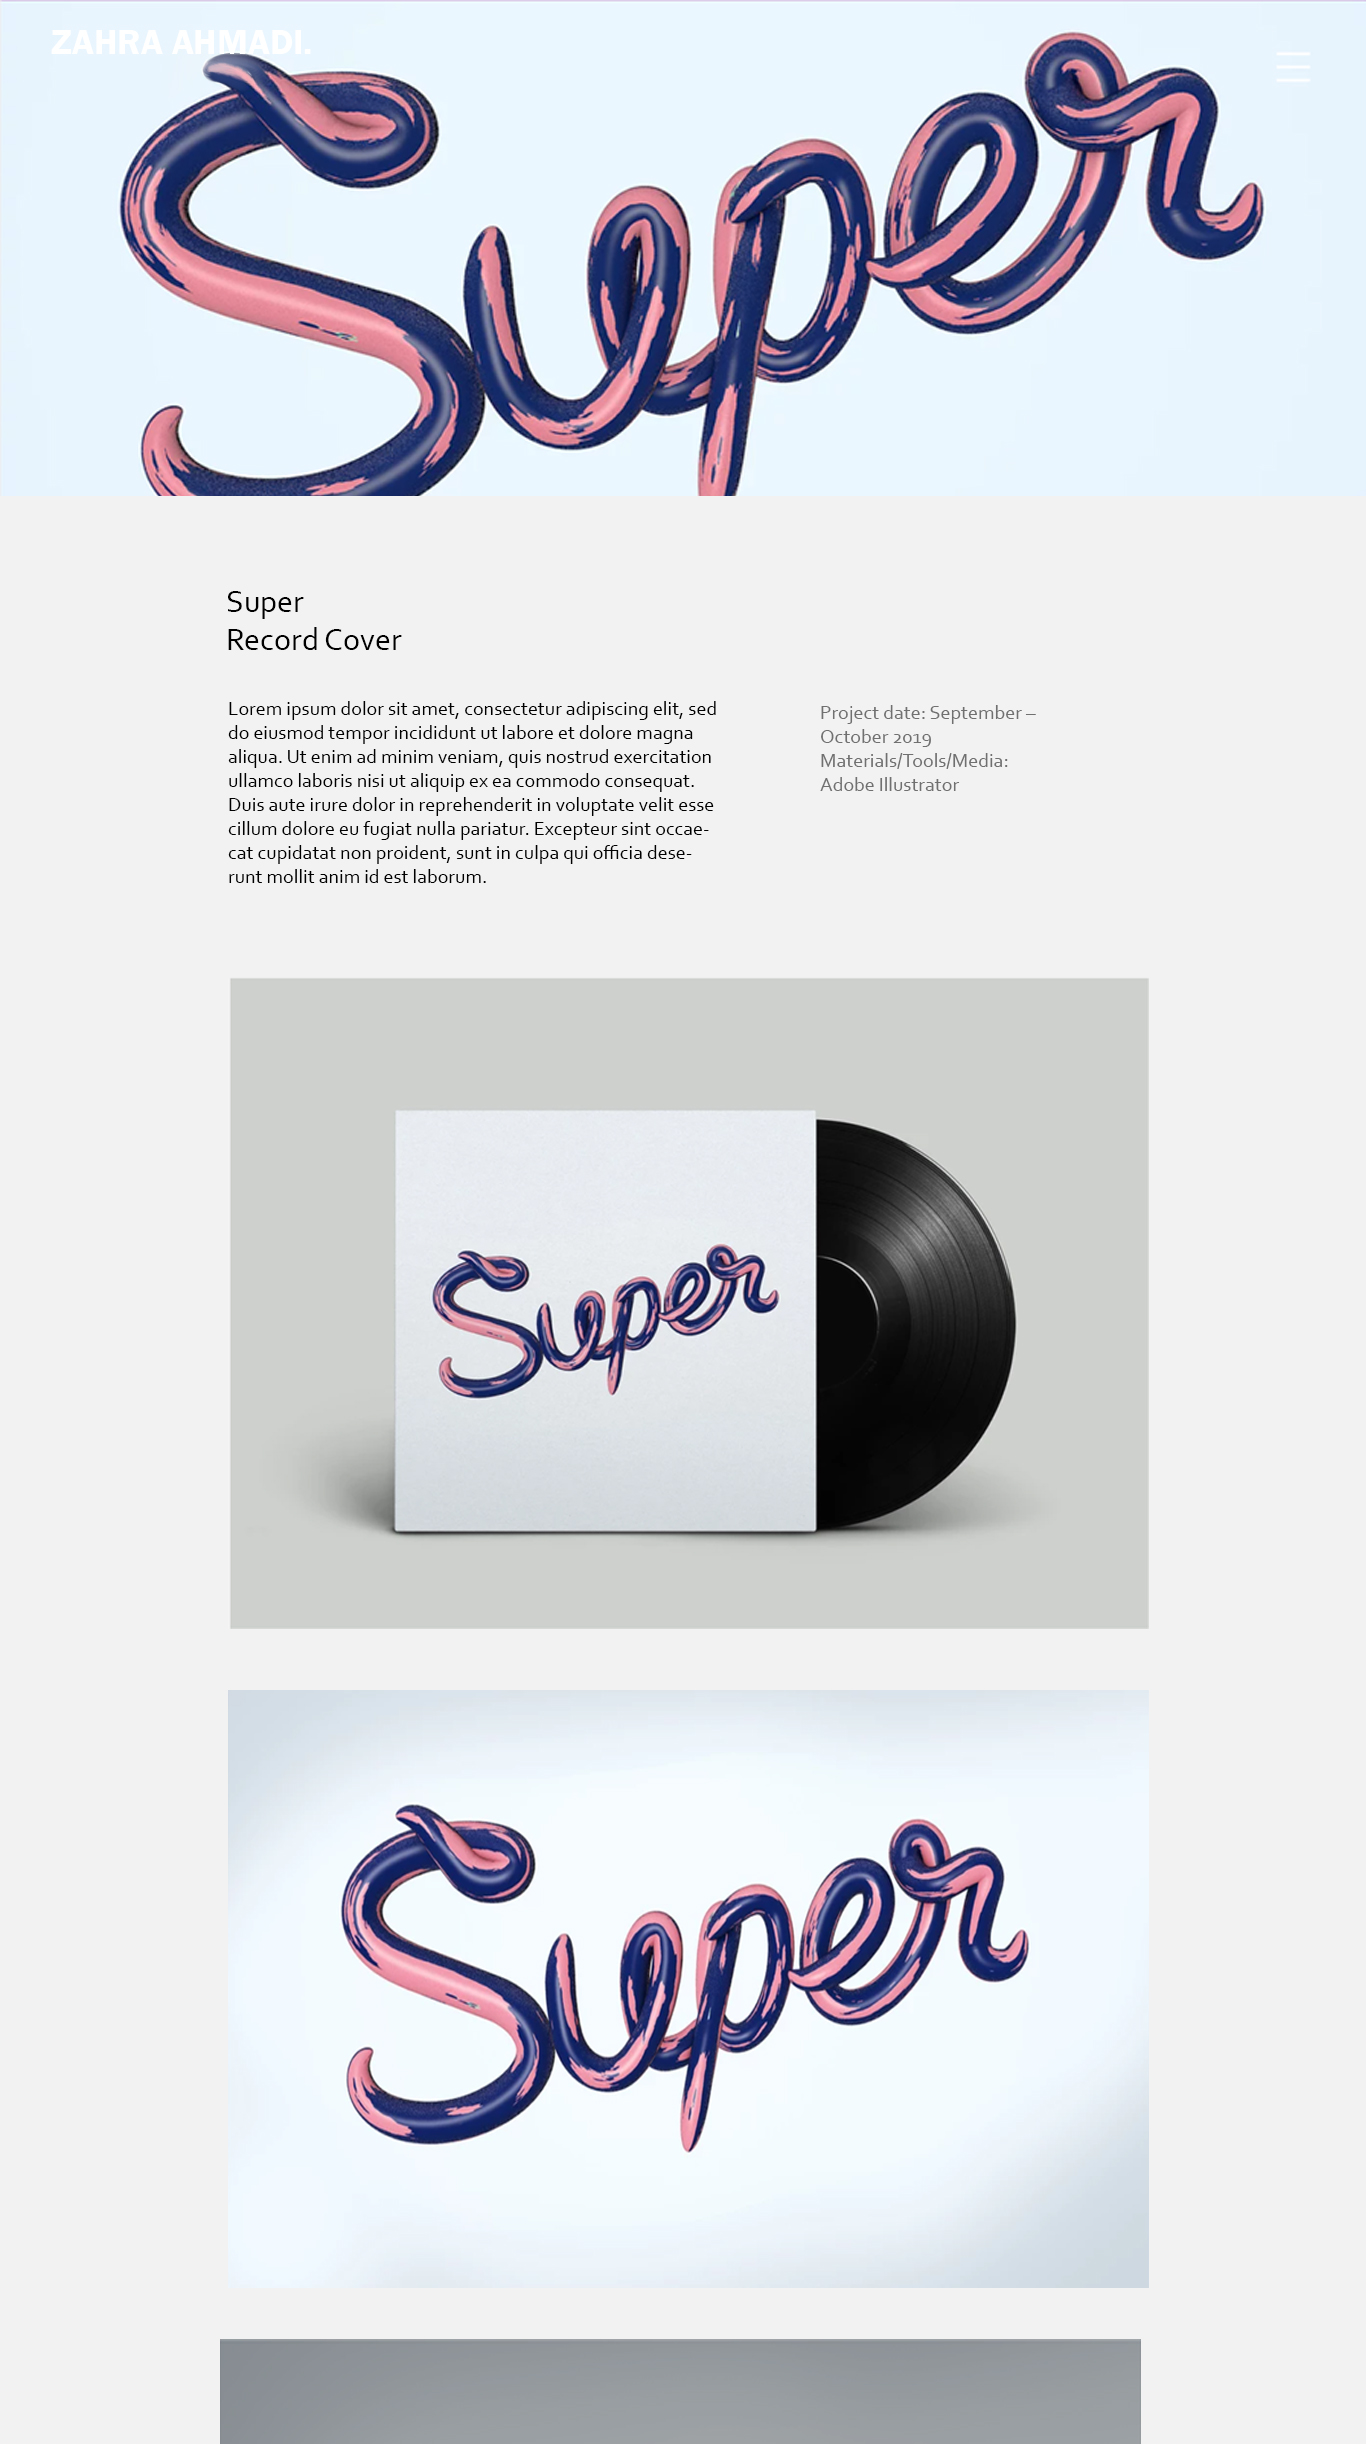 ZAHRA AHMADI.
Super
Super
Record Cover
Lorem ipsum dolor sit amet, consectetur adipiscing elit, sed
do eiusmod tempor incididunt ut labore et dolore magna
aliqua. Ut enim ad minim veniam, quis nostrud exercitation
ullamco laboris nisi ut aliquip ex ea commodo consequat.
Duis aute irure dolor in reprehenderit in voluptate velit esse
cillum dolore eu fugiat nulla pariatur. Excepteur sint occae-
cat cupidatat non proident, sunt in culpa qui officia dese-
runt mollit anim id est laborum.
Project date: September –
October 2019
Materials/Tools/Media:
Adobe Illustrator
Super
Super